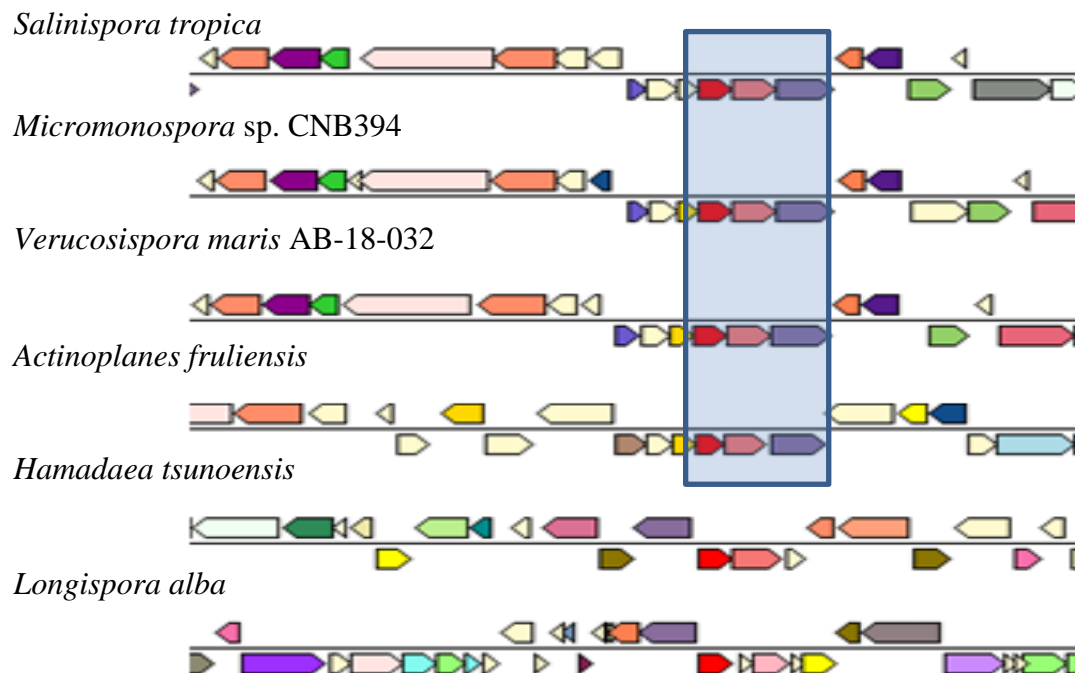 Salinispora tropica
Micromonospora sp. CNB394
Verucosispora maris AB-18-032
Actinoplanes fruliensis
Hamadaea tsunoensis
Longispora alba